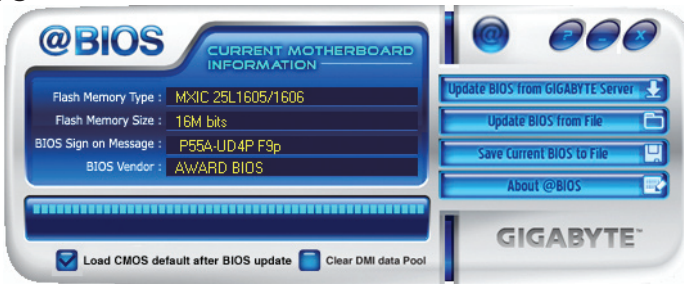 @BIOS
CURRENT MOTHERBOARD
INFORMATION
Flash Memory Type : MXIC 25L1605/1606
Flash Memory Size : 16M bits
BIOS Sign on Message : P55A-UD4P F9p
BIOS Vendor : AWARD BIOS
Load CMOS default after BIOS update
Clear DMI data Pool
@ ? _ X
Update BIOS from GIGABYTE Server
Update BIOS from File
Save Current BIOS to File
About @BIOS
GIGABYTE™